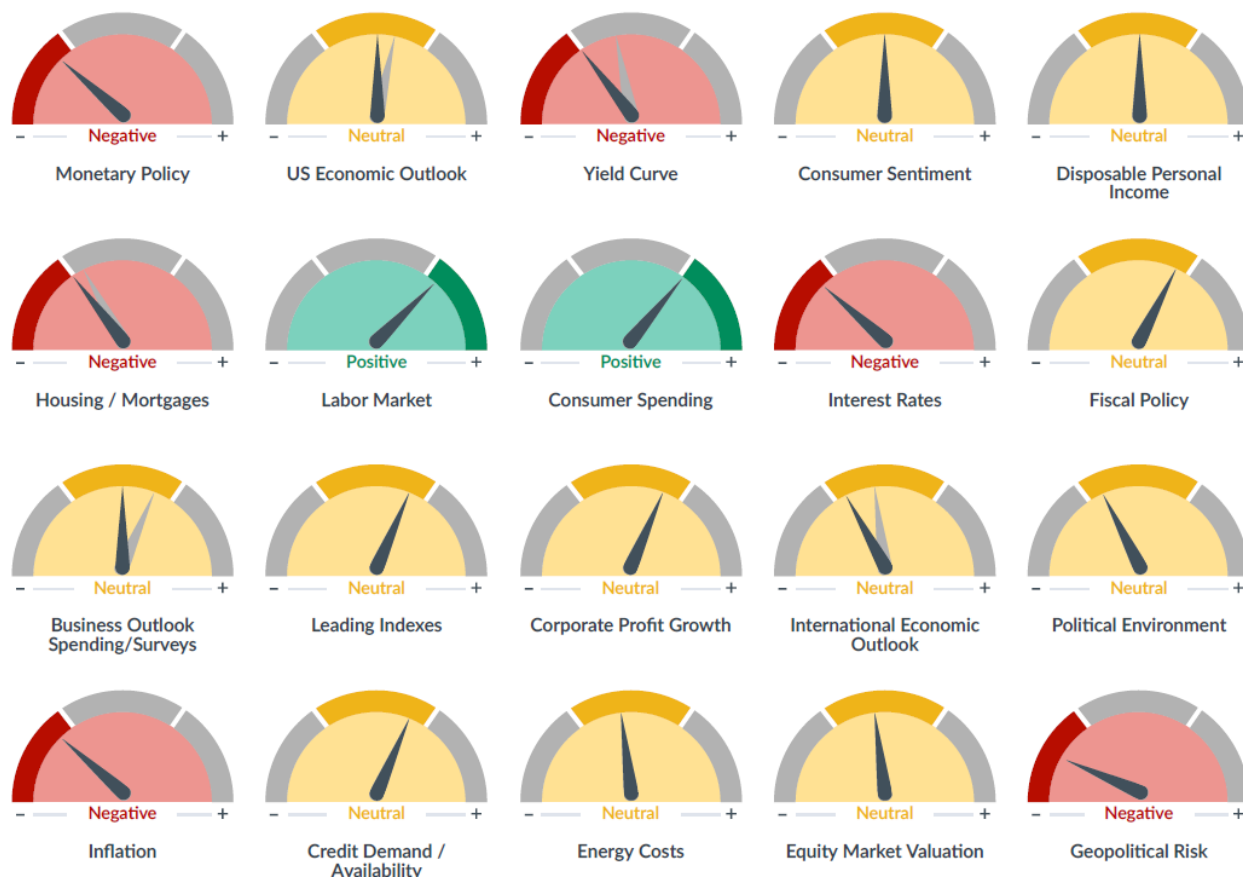 - Negative +
- Neutral +
- Negative +
- Neutral +
- Neutral +
Monetary Policy
US Economic Outlook
Yield Curve
Consumer Sentiment
Disposable Personal
Income
- Negative +
- Positive +
- Positive +
- Negative +
- Neutral +
Housing / Mortgages
Labor Market
Consumer Spending
Interest Rates
Fiscal Policy
- Neutral +
- Neutral +
- Neutral +
- Neutral +
- Neutral +
Business Outlook
Spending/Surveys
Leading Indexes
Corporate Profit Growth
International Economic
Outlook
Political Environment
- Negative +
- Neutral +
- Neutral +
- Neutral +
- Negative +
Inflation
Credit Demand /
Availability
Energy Costs
Equity Market Valuation
Geopolitical Risk